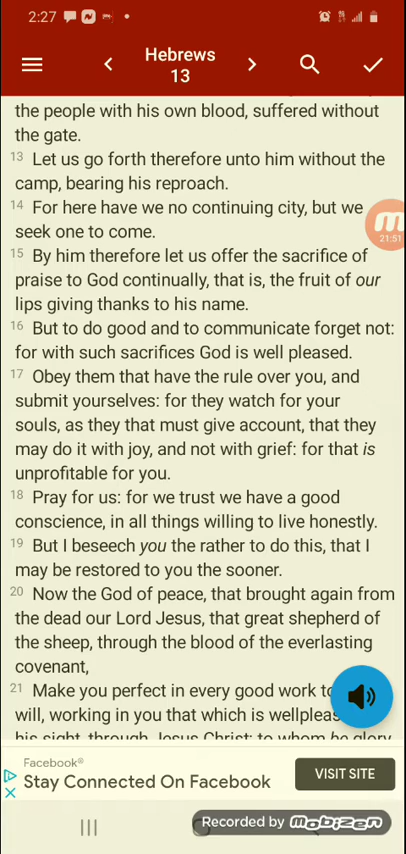 2:27
Hebrews
13
the people with his own blood, suffered without
the gate.
13 Let us go forth therefore unto him without the
camp, bearing his reproach.
14 For here have we no continuing city, but we
seek one to come.
21:51
15 By him therefore let us offer the sacrifice of
praise to God continually, that is, the fruit of our
lips giving thanks to his name.
16 But to do good and to communicate forget not:
for with such sacrifices God is well pleased.
17 Obey them that have the rule over you, and
submit yourselves: for they watch for your
souls, as they that must give account, that they
may do it with joy, and not with grief: for that is
unprofitable for you.
18 Pray for us: for we trust we have a good
conscience, in all things willing to live honestly.
19 But I beseech you the rather to do this, that I
may be restored to you the sooner.
20 Now the God of peace, that brought again from
the dead our Lord Jesus, that great shepherd of
the sheep, through the blood of the everlasting
covenant,
21 Make you perfect in every good work
will, working in you that which is
his sight, through Jesus Christ; to whom be glory
Facebook®
Stay Connected On Facebook
VISIT SITE
Recorded by Mobizen